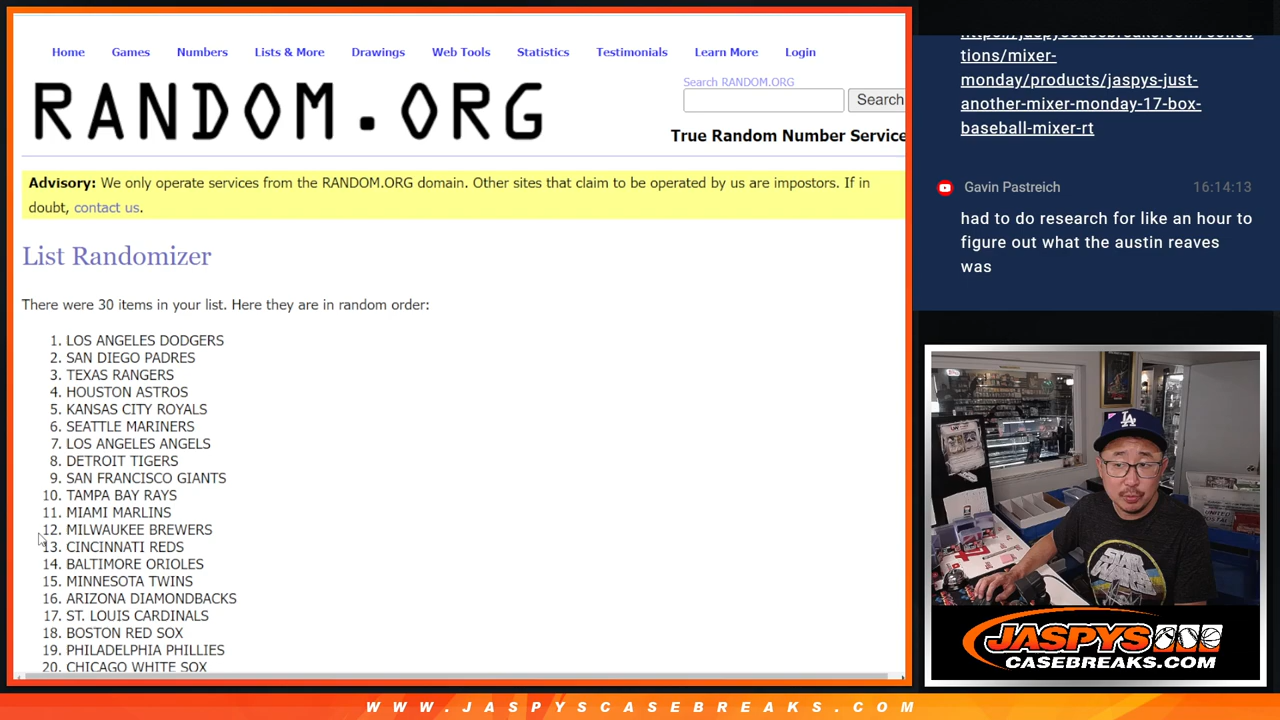 Home Games Numbers Lists & More Drawings Web Tools Statistics Testimonials Learn More Login
RANDOM.ORG
Search RANDOM.ORG
Search
True Random Number Service
Advisory: We only operate services from the RANDOM.ORG domain. Other sites that claim to be operated by us are impostors. If in
doubt, contact us.
List Randomizer
There were 30 items in your list. Here they are in random order:
1. LOS ANGELES DODGERS
2. SAN DIEGO PADRES
3. TEXAS RANGERS
4. HOUSTON ASTROS
5. KANSAS CITY ROYALS
6. SEATTLE MARINERS
7. LOS ANGELES ANGELS
8. DETROIT TIGERS
9. SAN FRANCISCO GIANTS
10. TAMPA BAY RAYS
11. MIAMI MARLINS
12. MILWAUKEE BREWERS
13. CINCINNATI REDS
14. BALTIMORE ORIOLES
15. MINNESOTA TWINS
16. ARIZONA DIAMONDBACKS
17. ST. LOUIS CARDINALS
18. BOSTON RED SOX
19. PHILADELPHIA PHILLIES
20. CHICAGO WHITE SOX
tions/mixer-
monday/products/jaspys-just-
another-mixer-monday-17-box-
baseball-mixer-rt
Gavin Pastreich 16:14:13
had to do research for like an hour to
figure out what the austin reaves
was
LA
STAR
WARS
JASPYS
CASEBREAKS.COM
WWW.JASPYSCASEBREAKS.COM